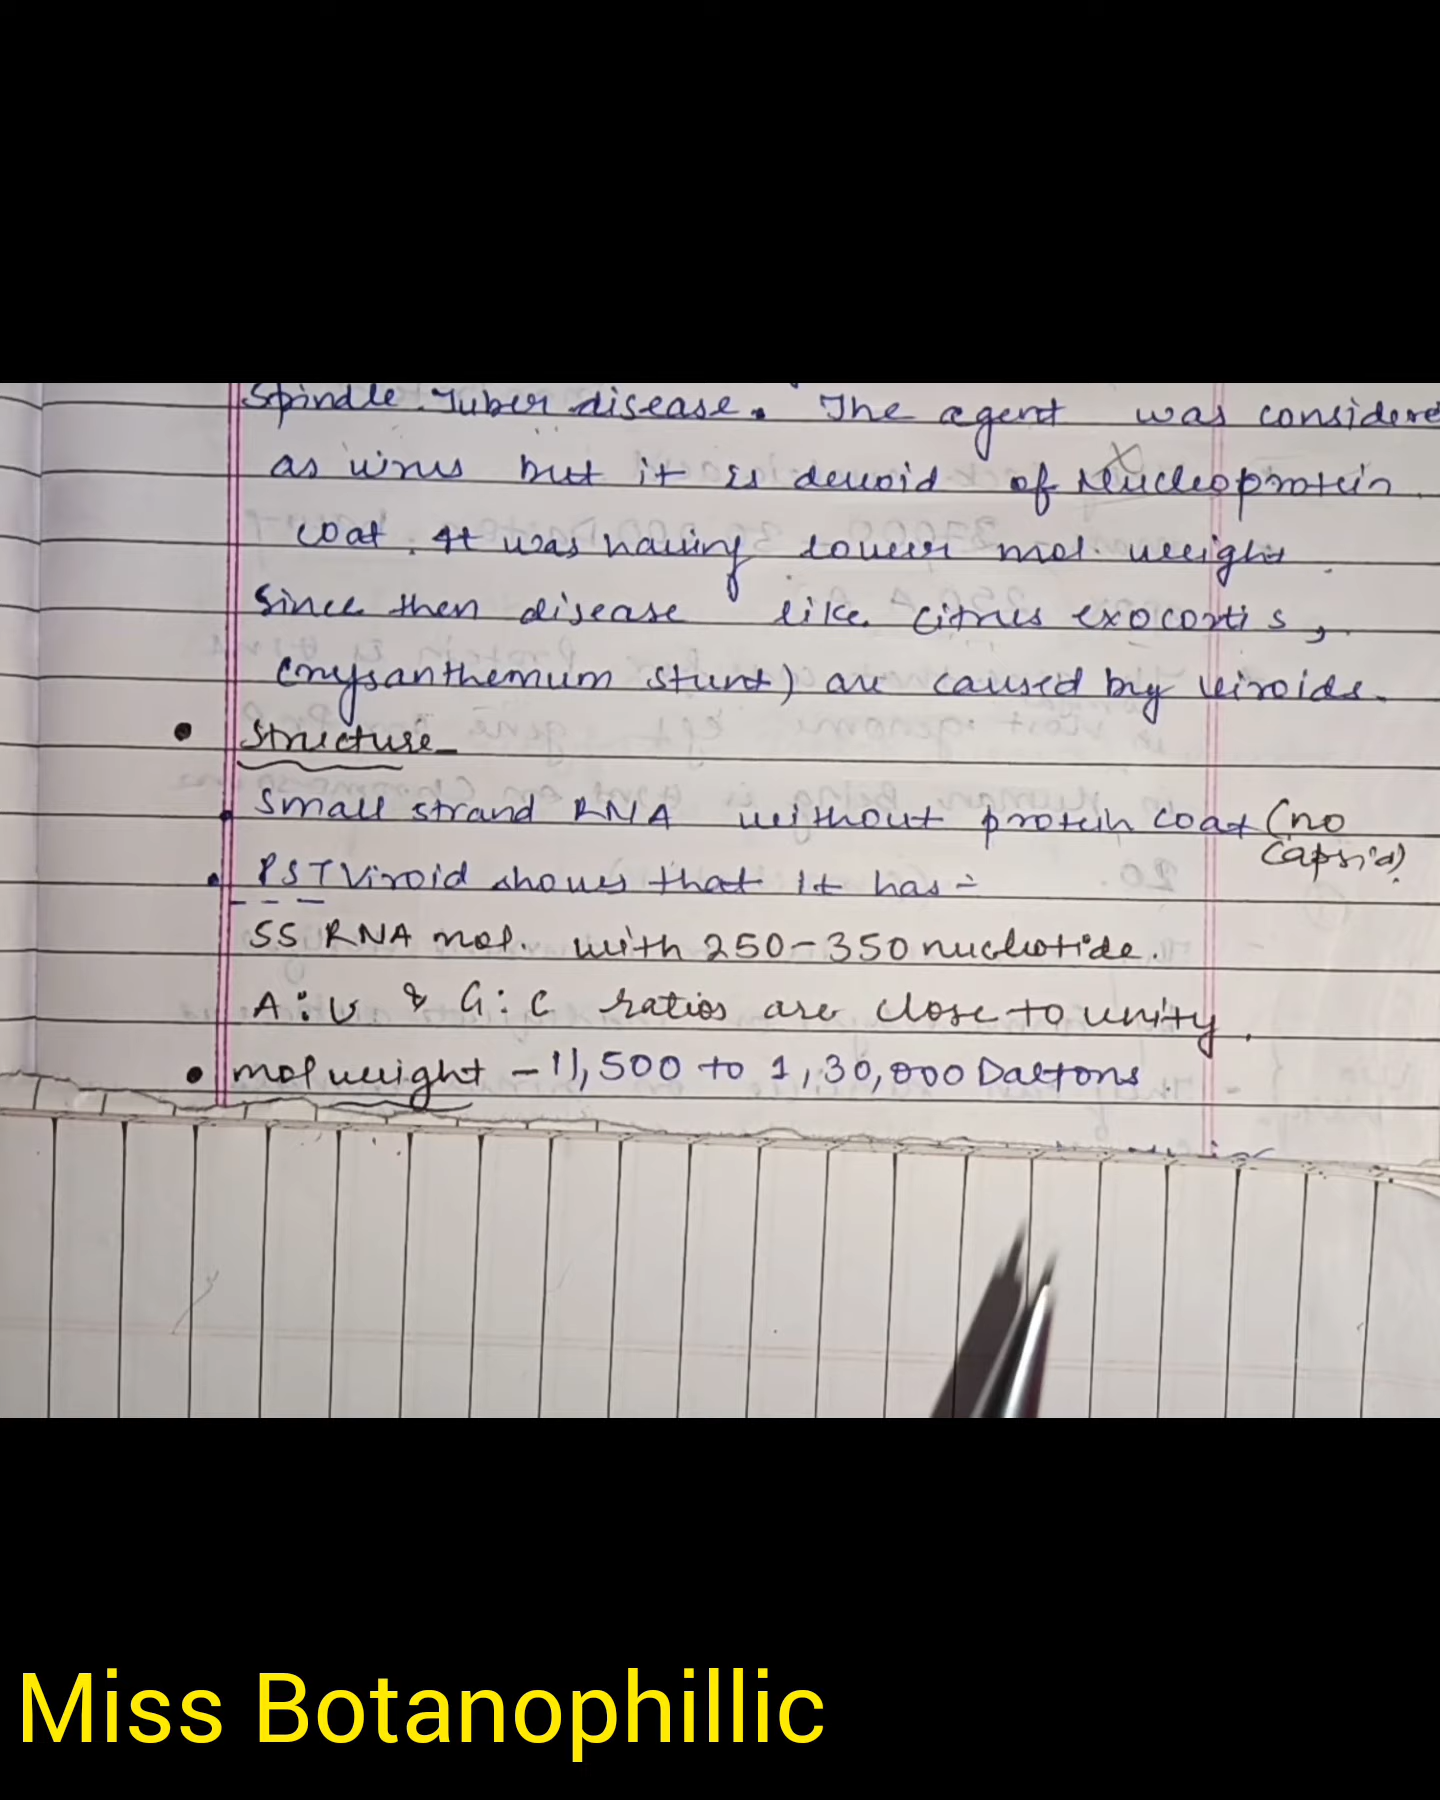 Spindle Tuber disease. The agent was considere
as virus but it is devoid of Nucleoprotein
coat. It was having lower mol. weight
Since then disease like citrus exocortis,
Crysanthemum stunt) are caused by viroids.
• Structure -
• Small strand RNA without protein coat (no
capsid)
• PSTViroid shows that it has -
SS RNA mol. with 250-350 nucleotide.
A:U & G:C ratios are close to unity.
• mol weight - 11,500 to 1,30,000 Daltons
Miss Botanophillic